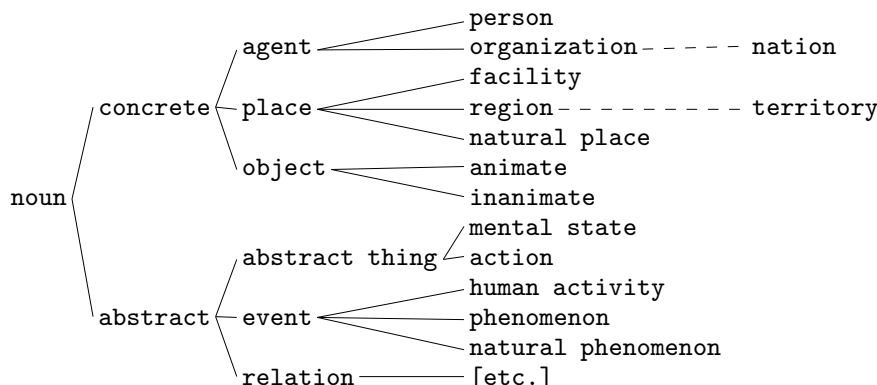 person
agent organization nation
facility
concrete place region territory
natural place
object animate
noun inanimate
mental state
abstract thing action
human activity
abstract event phenomenon
natural phenomenon
relation [etc.]